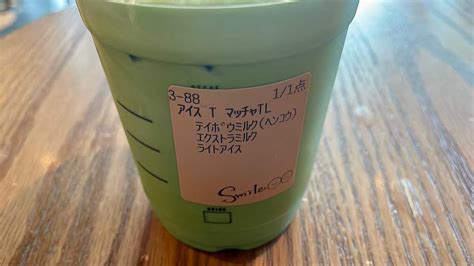 3-88 1/1点
アイス T マッチャTL
テイボウミルク(ヘンコウ)
エクストラミルク
ライトアイス
Smile